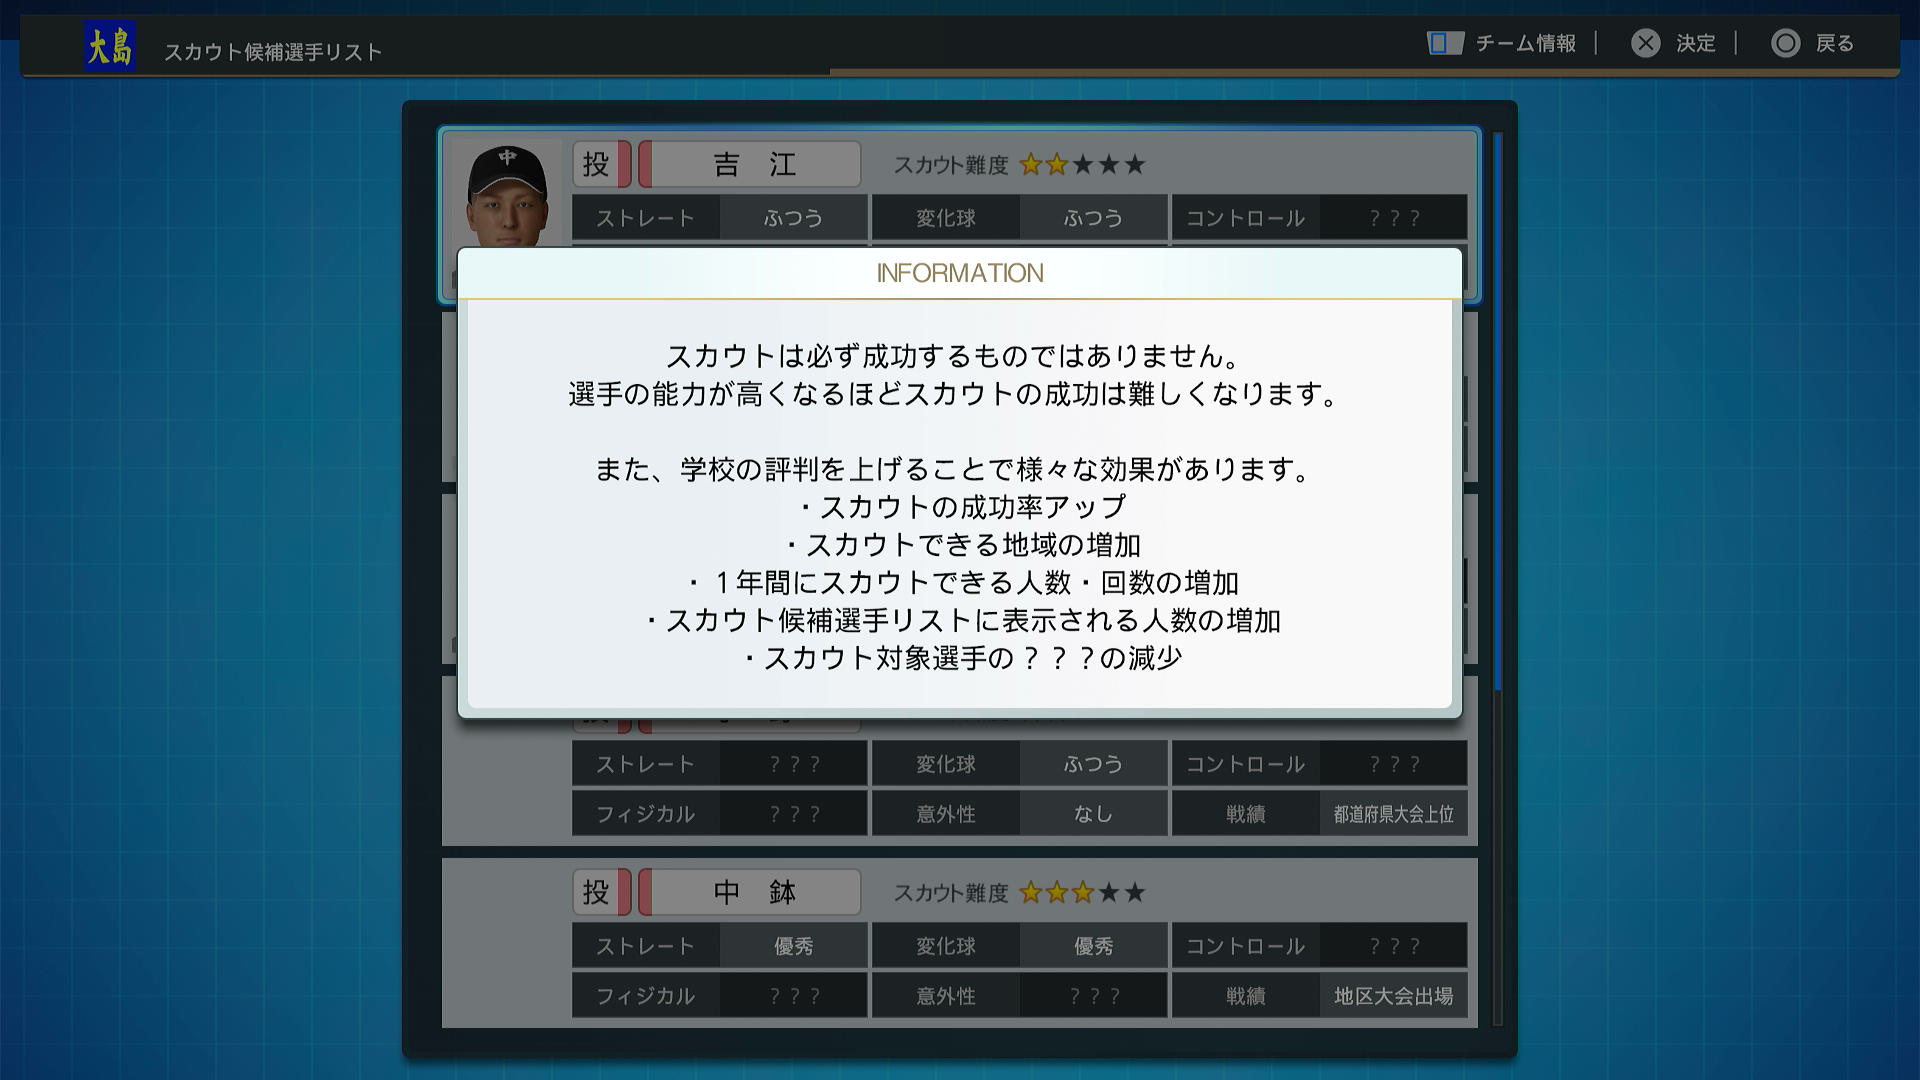 大島
スカウト候補選手リスト
チーム情報
決定
戻る
中
投
吉 江
スカウト難度
ストレート ふつう 変化球 ふつう コントロール ？？？
INFORMATION
スカウトは必ず成功するものではありません。
選手の能力が高くなるほどスカウトの成功は難しくなります。
また、学校の評判を上げることで様々な効果があります。
・スカウトの成功率アップ
・スカウトできる地域の増加
・１年間にスカウトできる人数・回数の増加
・スカウト候補選手リストに表示される人数の増加
・スカウト対象選手の？？？の減少
ストレート ？？？ 変化球 ふつう コントロール ？？？
フィジカル ？？？ 意外性 なし 戦績 都道府県大会上位
投
中 鉢
スカウト難度
ストレート 優秀 変化球 優秀 コントロール ？？？
フィジカル ？？？ 意外性 ？？？ 戦績 地区大会出場